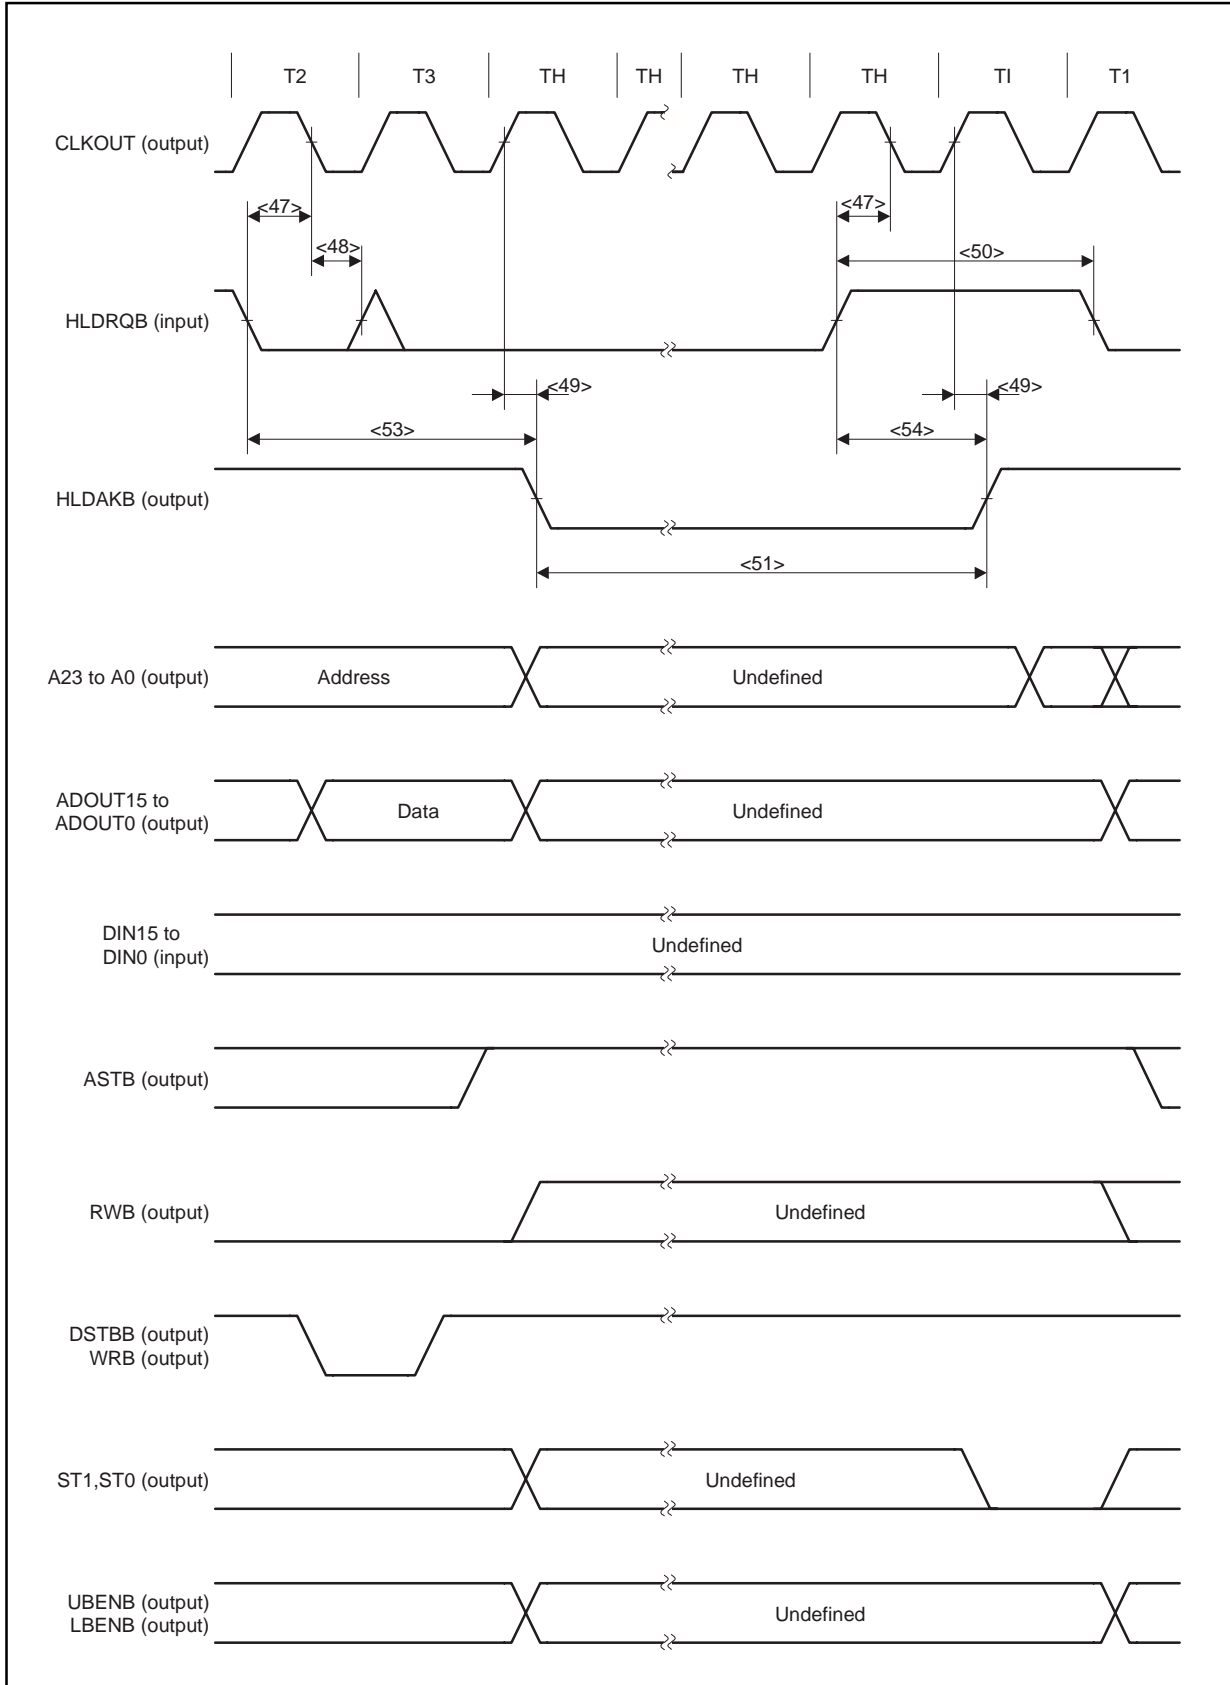 T2 T3 TH TH TH TH TI T1
CLKOUT (output)
<47> <47>
<48> <50>
HLDRQB (input)
<49> <49>
<53> <54>
HLDAKB (output)
<51>
A23 to A0 (output) Address Undefined
ADOUT15 to
ADOUT0 (output) Data Undefined
DIN15 to
DIN0 (input) Undefined
ASTB (output)
RWB (output) Undefined
DSTBB (output)
WRB (output)
ST1,ST0 (output) Undefined
UBENB (output)
LBENB (output) Undefined